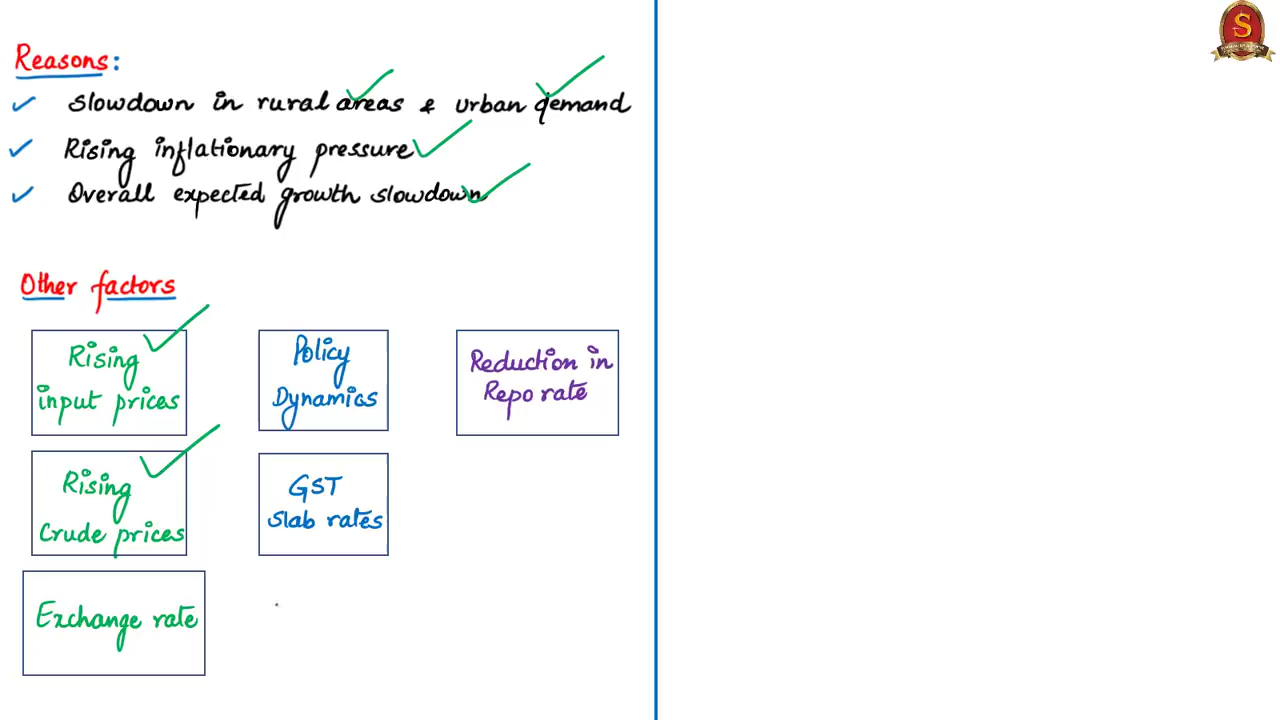 Reasons:
Slowdown in rural areas & urban demand
Rising inflationary pressure
Overall expected growth slowdown
Other factors
Rising
input prices
Policy
Dynamics
Reduction in
Repo rate
Rising
Crude prices
GST
Slab rates
Exchange rate
S